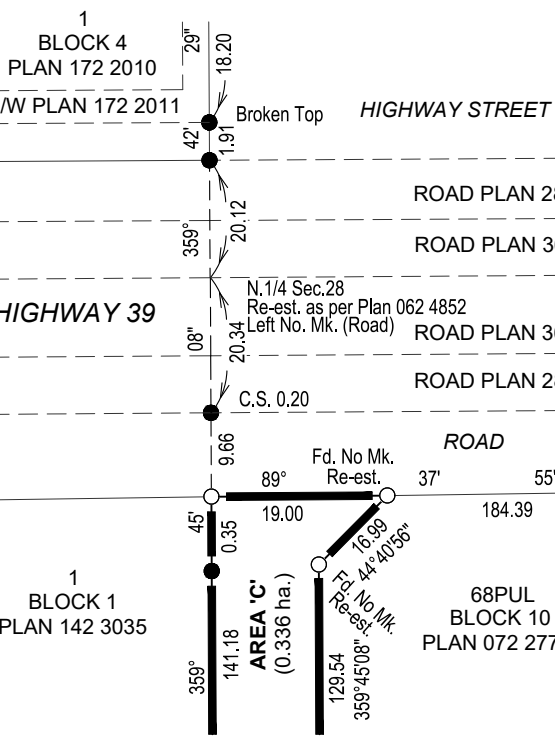 1
BLOCK 4
PLAN 172 2010
/W PLAN 172 2011
29"
18.20
Broken Top
HIGHWAY STREET
42'
1.91
ROAD PLAN 28
20.12
359°
ROAD PLAN 3
HIGHWAY 39
N.1/4 Sec.28
Re-est. as per Plan 062 4852
Left No. Mk. (Road)
08"
20.34
ROAD PLAN 3
ROAD PLAN 28
C.S. 0.20
9.66
ROAD
Fd. No Mk.
Re-est.
89°
37'
55'
19.00
184.39
45'
0.35
16.99
44°40'56"
Fd. No Mk.
Re-est.
1
BLOCK 1
PLAN 142 3035
AREA 'C'
(0.336 ha.)
68PUL
BLOCK 10
PLAN 072 277
359°
141.18
129.54
359°45'08"